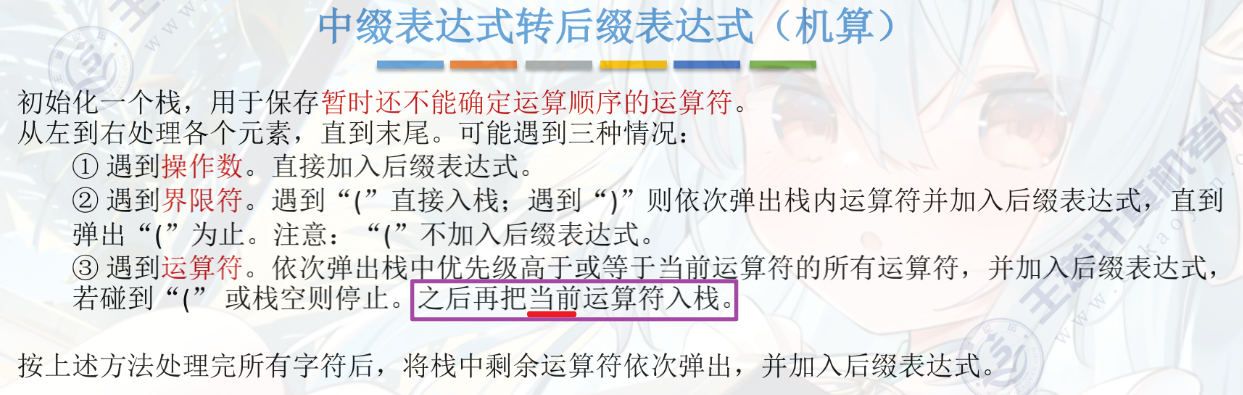 中缀表达式转后缀表达式（机算）
初始化一个栈，用于保存暂时还不能确定运算顺序的运算符。
从左到右处理各个元素，直到末尾。可能遇到三种情况：
① 遇到操作数。直接加入后缀表达式。
② 遇到界限符。遇到“(”直接入栈；遇到“)”则依次弹出栈内运算符并加入后缀表达式，直到
弹出“(”为止。注意：“(”不加入后缀表达式。
③ 遇到运算符。依次弹出栈中优先级高于或等于当前运算符的所有运算符，并加入后缀表达式，
若碰到“(” 或栈空则停止。之后再把当前运算符入栈。
按上述方法处理完所有字符后，将栈中剩余运算符依次弹出，并加入后缀表达式。
王道计算机考研